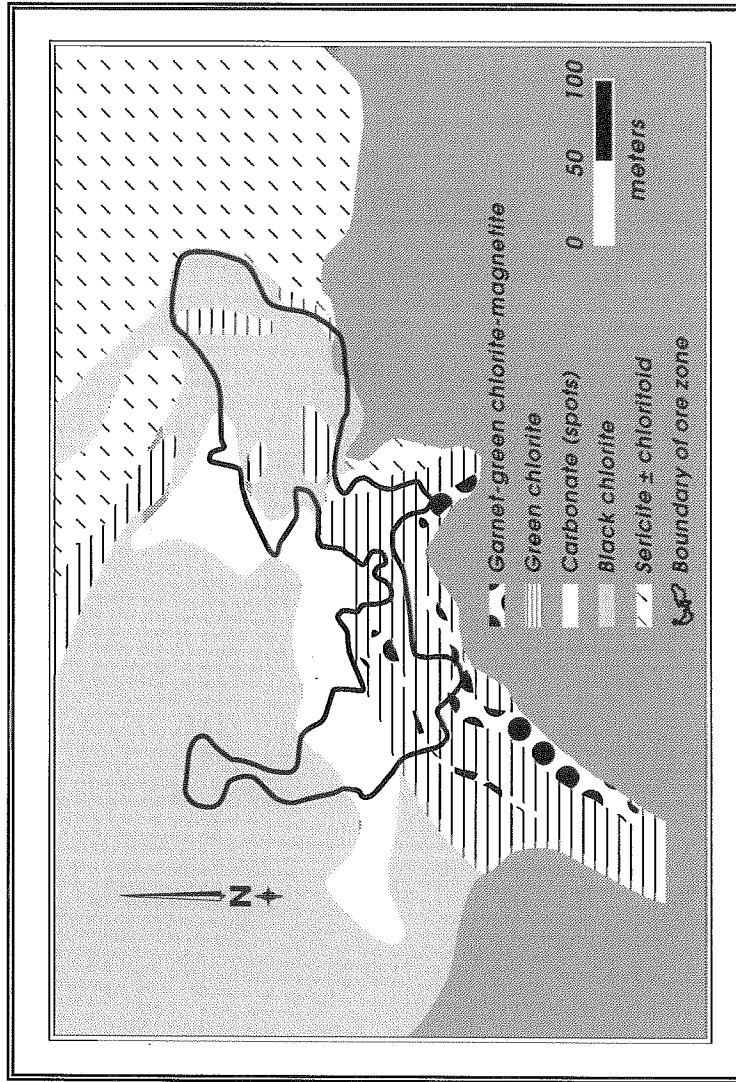 N
Garnet-green chlorite-magnetite
Green chlorite
Carbonate (spots)
Black chlorite
Sericite ± chloritoid
Boundary of ore zone
0 50 100
meters